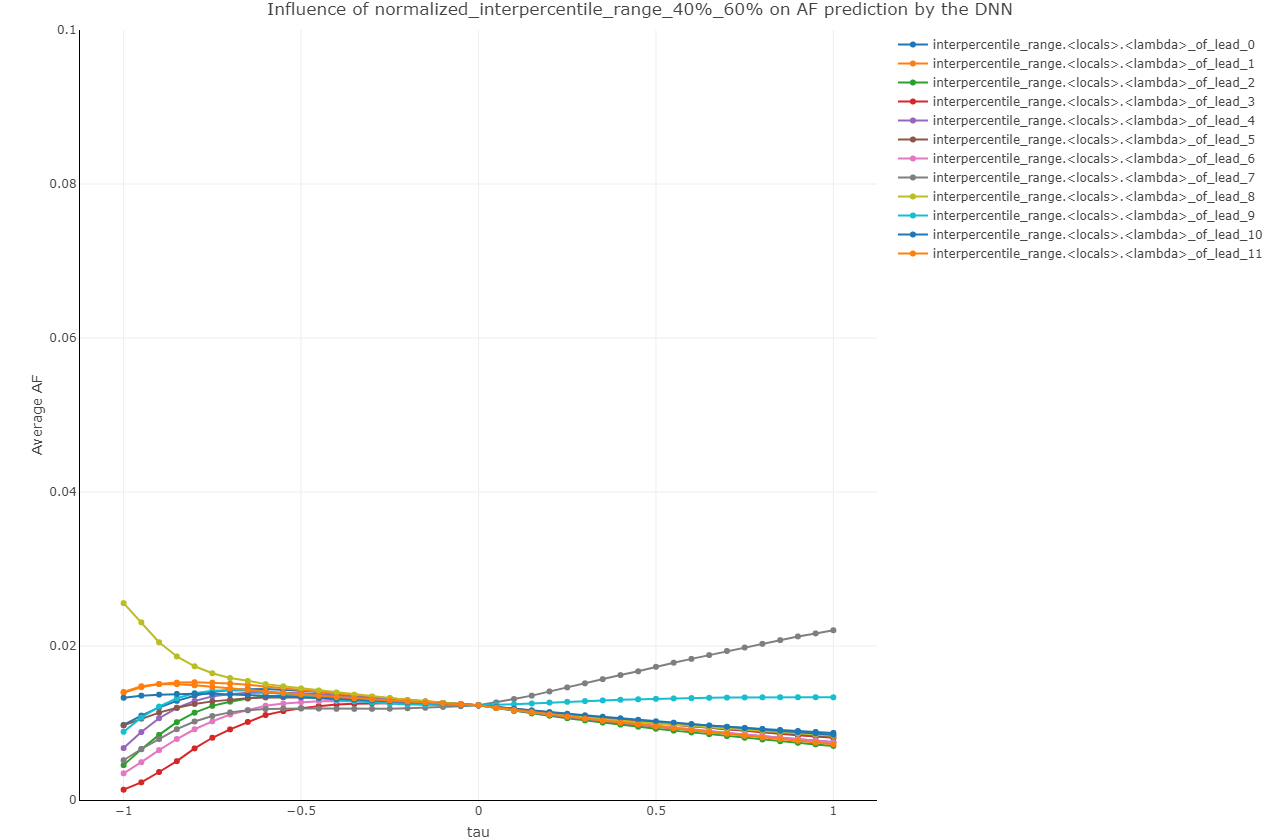 Influence of normalized_interpercentile_range_40%_60% on AF prediction by the DNN
0.1
0.08
0.06
0.04
0.02
0
Average AF
−1
−0.5
0
0.5
1
tau
interpercentile_range.<locals>.<lambda>_of_lead_0
interpercentile_range.<locals>.<lambda>_of_lead_1
interpercentile_range.<locals>.<lambda>_of_lead_2
interpercentile_range.<locals>.<lambda>_of_lead_3
interpercentile_range.<locals>.<lambda>_of_lead_4
interpercentile_range.<locals>.<lambda>_of_lead_5
interpercentile_range.<locals>.<lambda>_of_lead_6
interpercentile_range.<locals>.<lambda>_of_lead_7
interpercentile_range.<locals>.<lambda>_of_lead_8
interpercentile_range.<locals>.<lambda>_of_lead_9
interpercentile_range.<locals>.<lambda>_of_lead_10
interpercentile_range.<locals>.<lambda>_of_lead_11